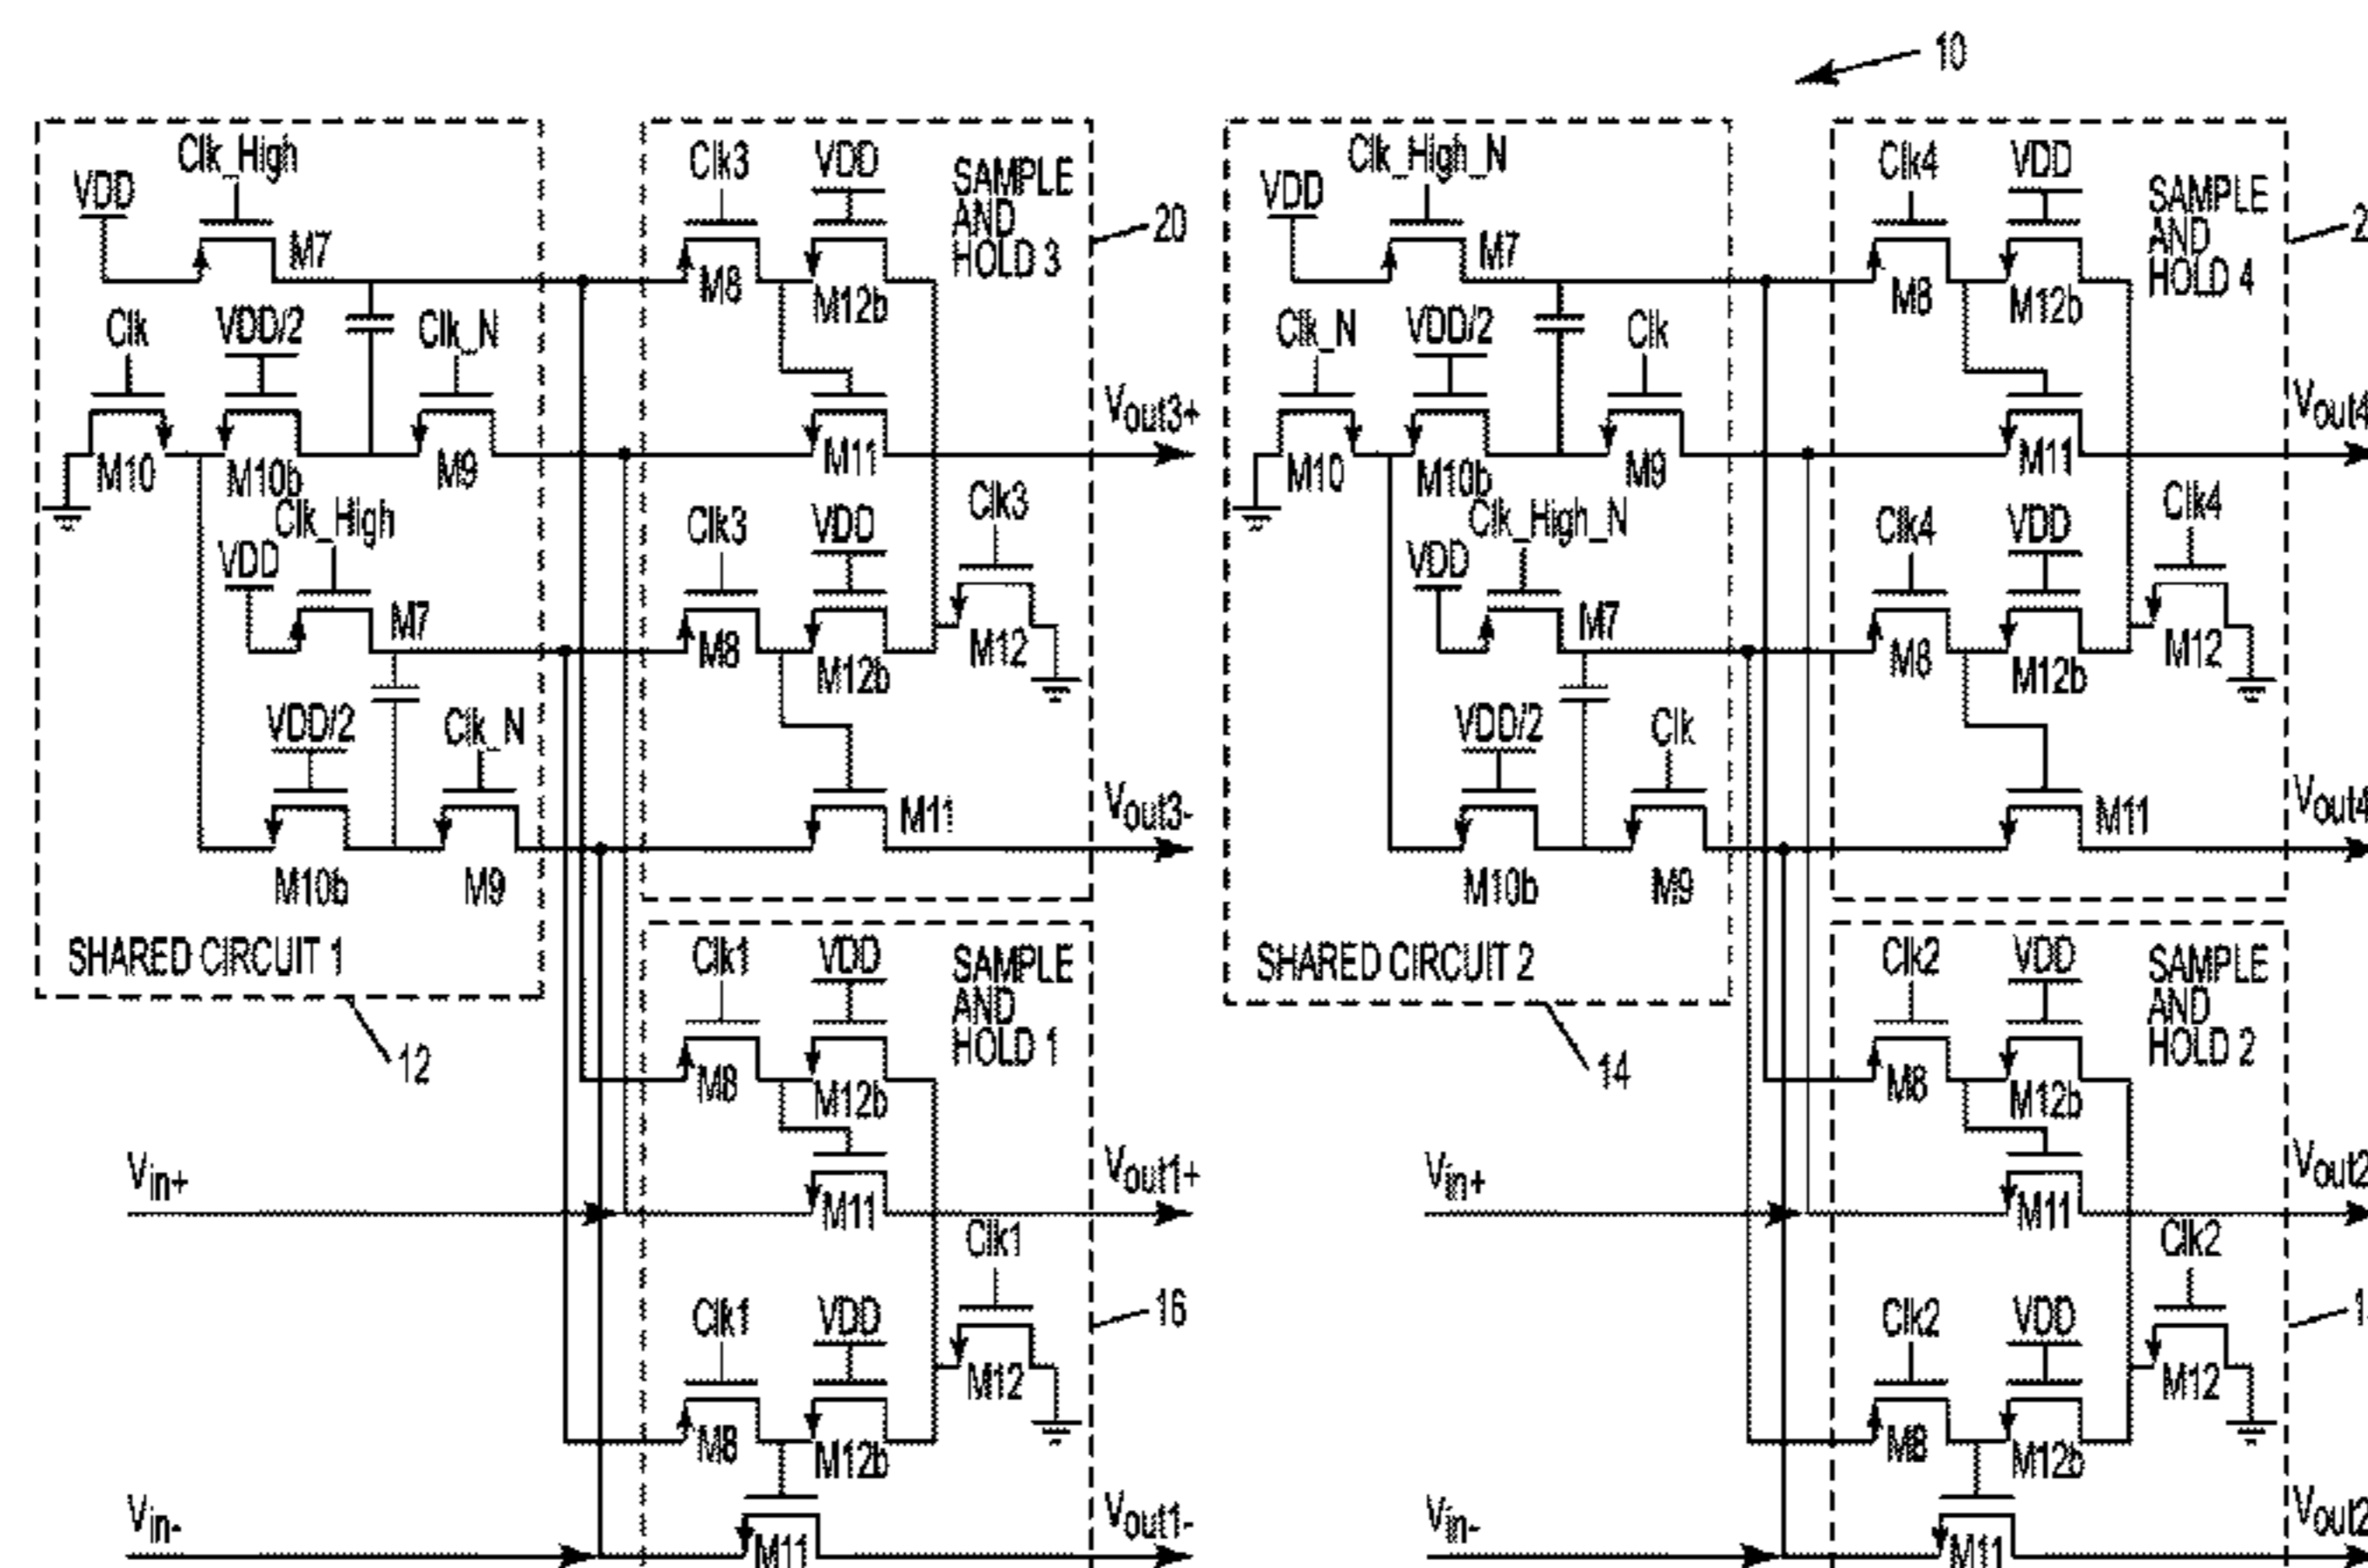 10
Clk_High
VDD
M7
Clk
VDD/2
Clk_N
M10
M10b
M9
Clk_High
VDD
M7
VDD/2
Clk_N
M10b
M9
SHARED CIRCUIT 1
12
Clk3
VDD
SAMPLE
AND
HOLD 3
20
M8
M12b
Vout3+
M11
Clk3
VDD
Clk3
M8
M12b
M12
Vout3-
M11
Clk1
VDD
SAMPLE
AND
HOLD 1
M8
M12b
Vin+
Vout1+
M11
Clk1
Clk1
VDD
16
M12
M8
M12b
Vin-
Vout1-
M11
Clk_High_N
VDD
M7
Clk_N
VDD/2
Clk
M10
M10b
M9
Clk_High_N
VDD
M7
VDD/2
Clk
M10b
M9
SHARED CIRCUIT 2
14
Clk4
VDD
SAMPLE
AND
HOLD 4
M8
M12b
Vout4
M11
Clk4
VDD
Clk4
M8
M12b
M12
Vout4
M11
Clk2
VDD
SAMPLE
AND
HOLD 2
M8
M12b
Vin+
Vout2
M11
Clk2
Clk2
VDD
M12
M8
M12b
Vin-
Vout2
M11